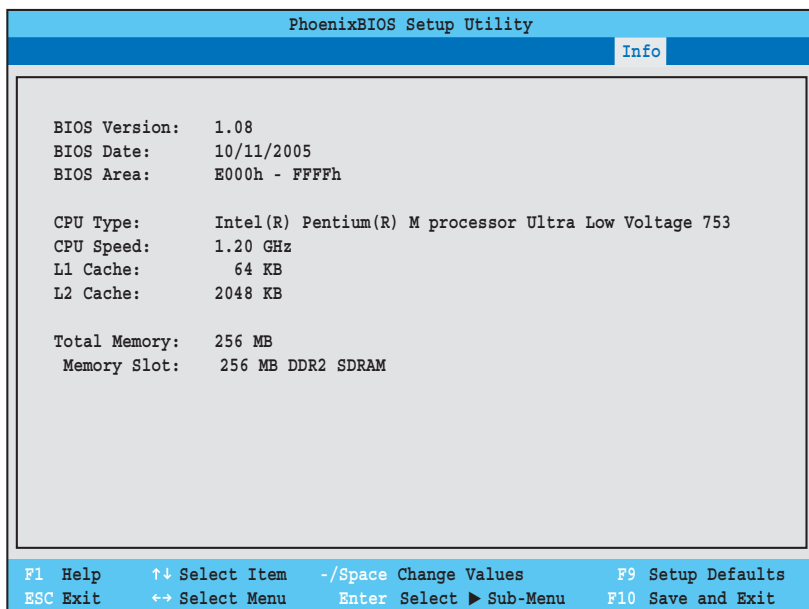 PhoenixBIOS Setup Utility
Info
BIOS Version: 1.08
BIOS Date: 10/11/2005
BIOS Area: E000h - FFFFh
CPU Type: Intel(R) Pentium(R) M processor Ultra Low Voltage 753
CPU Speed: 1.20 GHz
L1 Cache: 64 KB
L2 Cache: 2048 KB
Total Memory: 256 MB
Memory Slot: 256 MB DDR2 SDRAM
F1 Help ↑↓ Select Item -/Space Change Values F9 Setup Defaults
ESC Exit ←→ Select Menu Enter Select ▶ Sub-Menu F10 Save and Exit